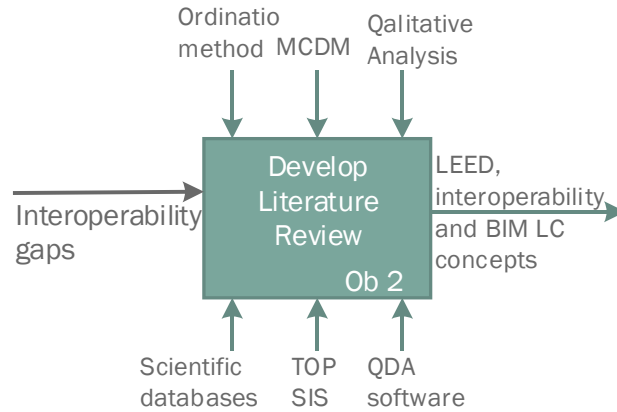 Ordinatio
method
MCDM
Qalitative
Analysis
Develop
Literature
Review
Ob 2
Interoperability
gaps
LEED,
interoperability
and BIM LC
concepts
Scientific
databases
TOP
SIS
QDA
software